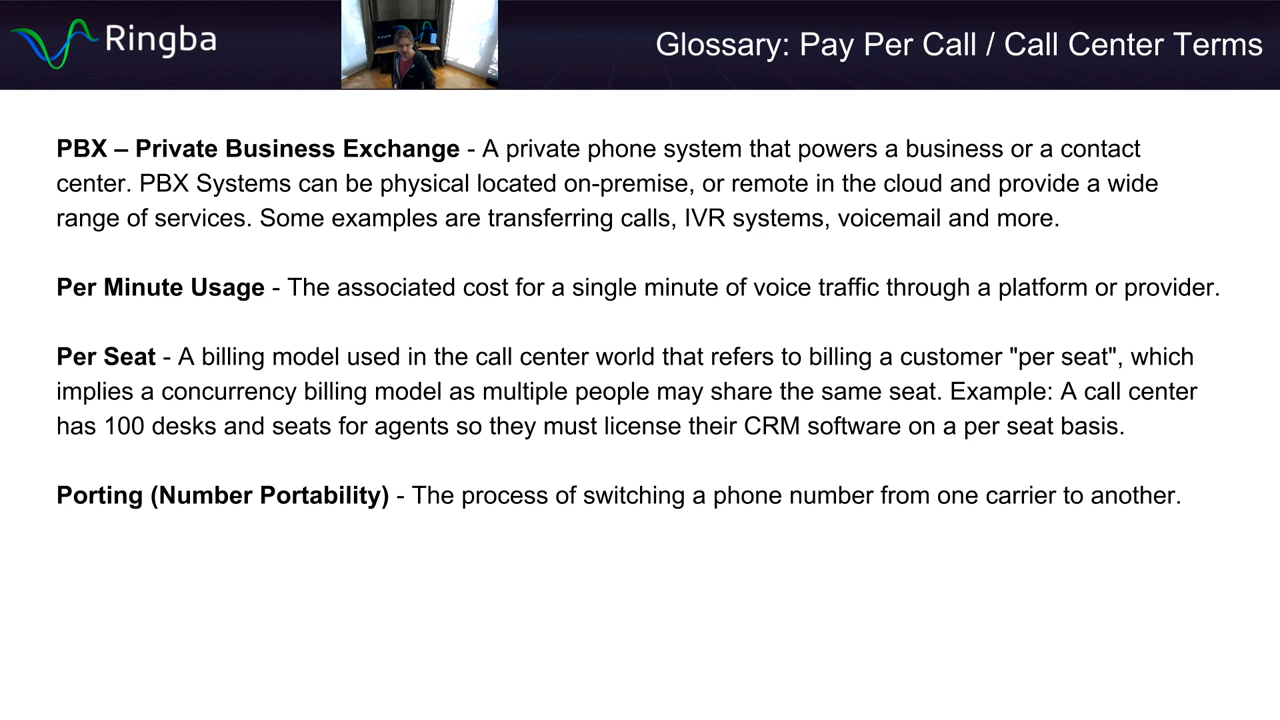 Ringba
Glossary: Pay Per Call / Call Center Terms
PBX – Private Business Exchange - A private phone system that powers a business or a contact
center. PBX Systems can be physical located on-premise, or remote in the cloud and provide a wide
range of services. Some examples are transferring calls, IVR systems, voicemail and more.
Per Minute Usage - The associated cost for a single minute of voice traffic through a platform or provider.
Per Seat - A billing model used in the call center world that refers to billing a customer "per seat", which
implies a concurrency billing model as multiple people may share the same seat. Example: A call center
has 100 desks and seats for agents so they must license their CRM software on a per seat basis.
Porting (Number Portability) - The process of switching a phone number from one carrier to another.